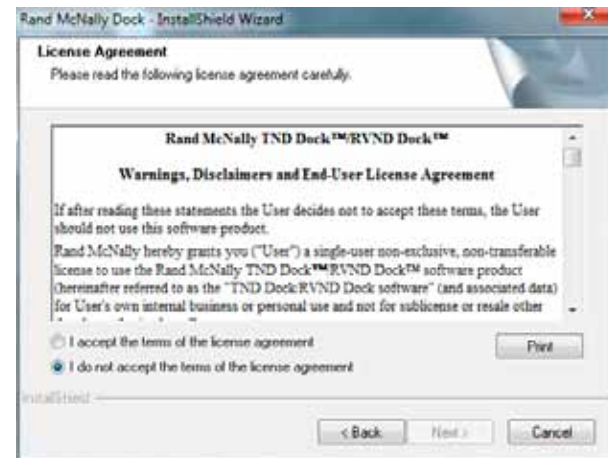 Rand McNally Dock - InstallShield Wizard
License Agreement
Please read the following license agreement carefully.
Rand McNally TND Dock™/RVND Dock™
Warnings, Disclaimers and End-User License Agreement
If after reading these statements the User decides not to accept these terms, the User
should not use this software product.
Rand McNally hereby grants you ("User") a single-user non-exclusive, non-transferable
license to use the Rand McNally TND Dock™RVND Dock™ software product
(hereinafter referred to as the "TND Dock/RVND Dock software" (and associated data)
for User's own internal business or personal use and not for sublicense or resale other
I accept the terms of the license agreement
Print
I do not accept the terms of the license agreement
InstallShield
< Back
Next >
Cancel